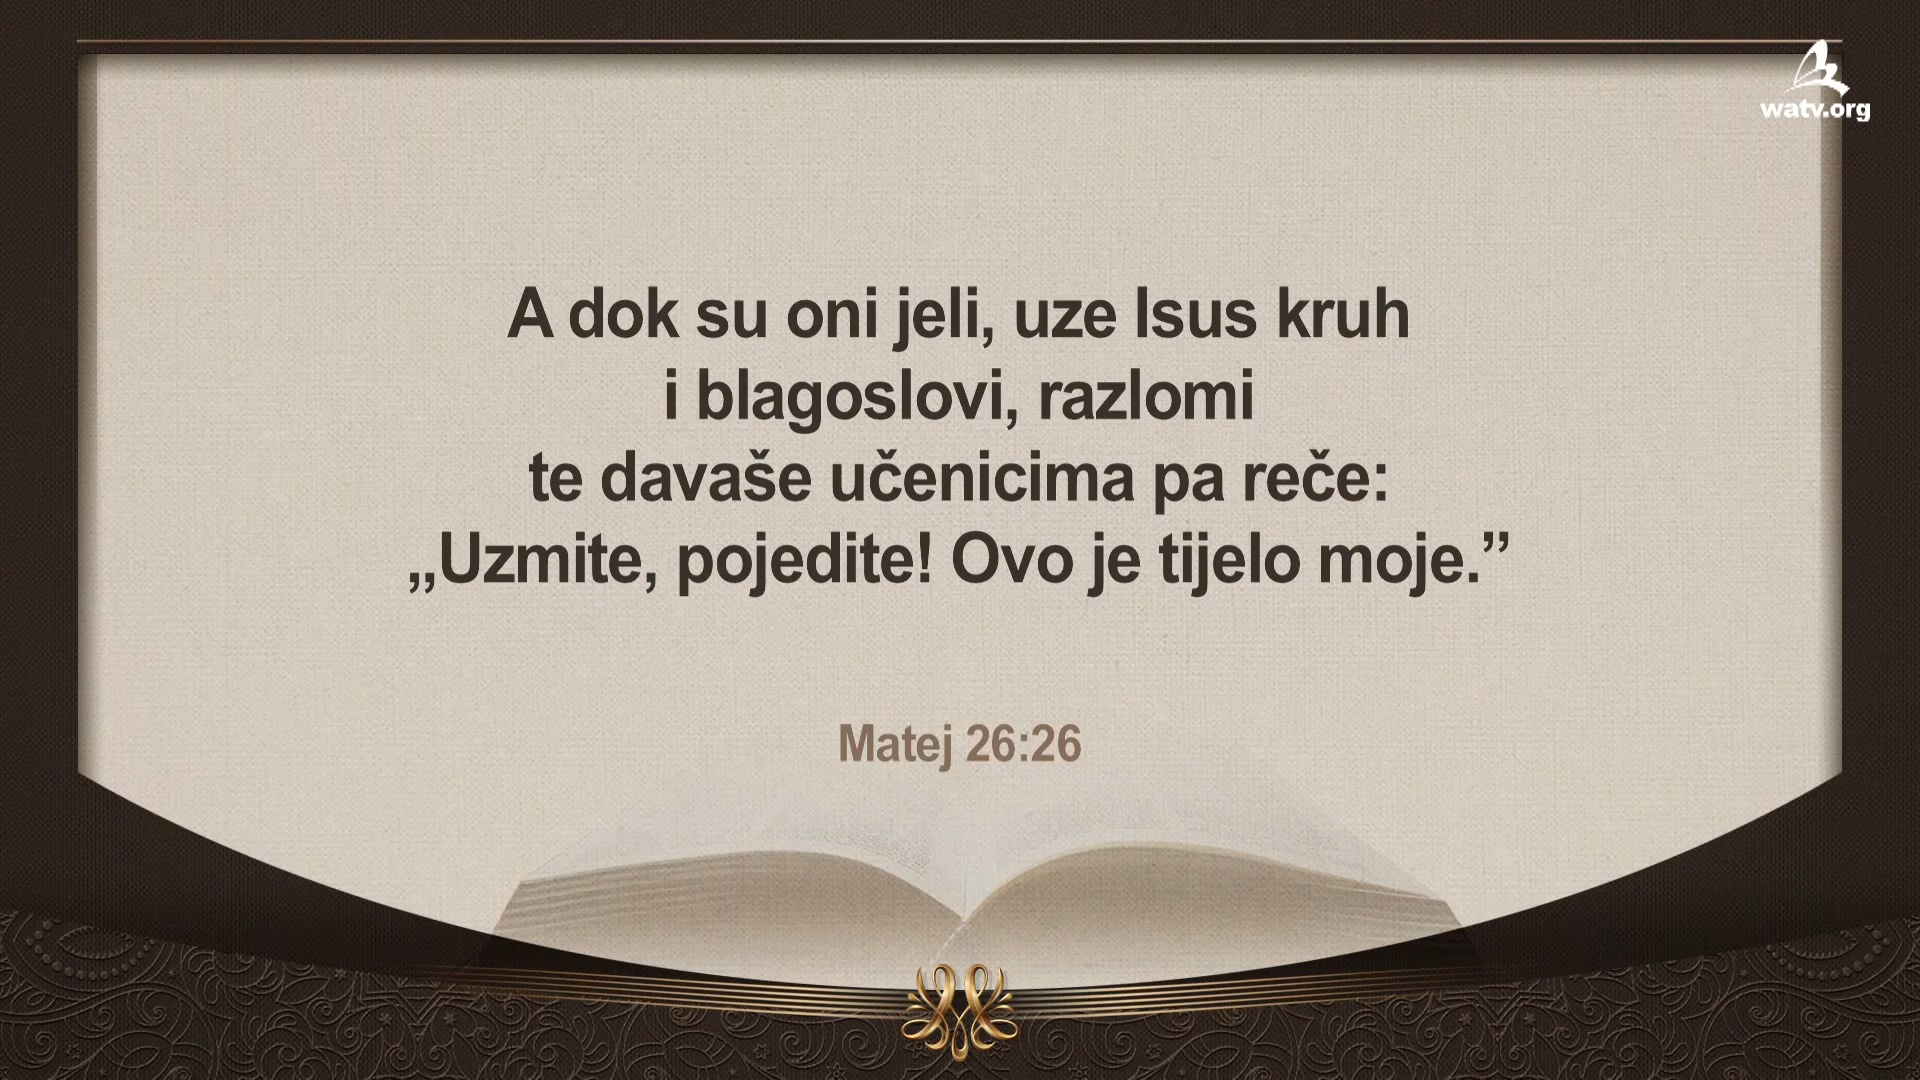 watv.org
A dok su oni jeli, uze Isus kruh
i blagoslovi, razlomi
te davaše učenicima pa reče:
„Uzmite, pojedite! Ovo je tijelo moje.”
Matej 26:26